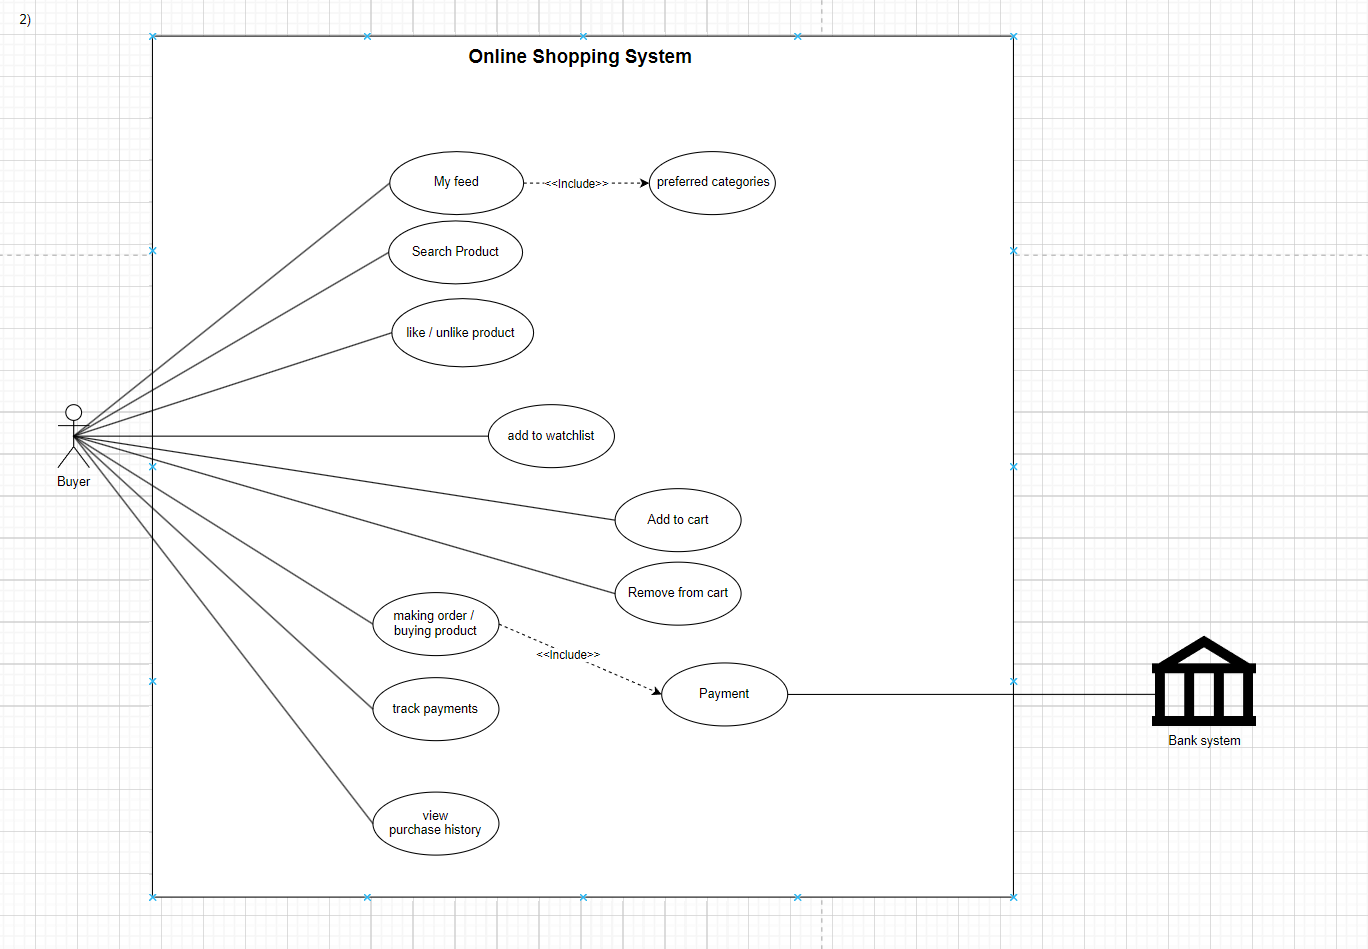 2)
Online Shopping System
My feed
<<Include>>
preferred categories
Search Product
like / unlike product
add to watchlist
Buyer
Add to cart
Remove from cart
making order /
buying product
<<Include>>
Payment
track payments
Bank system
view
purchase history